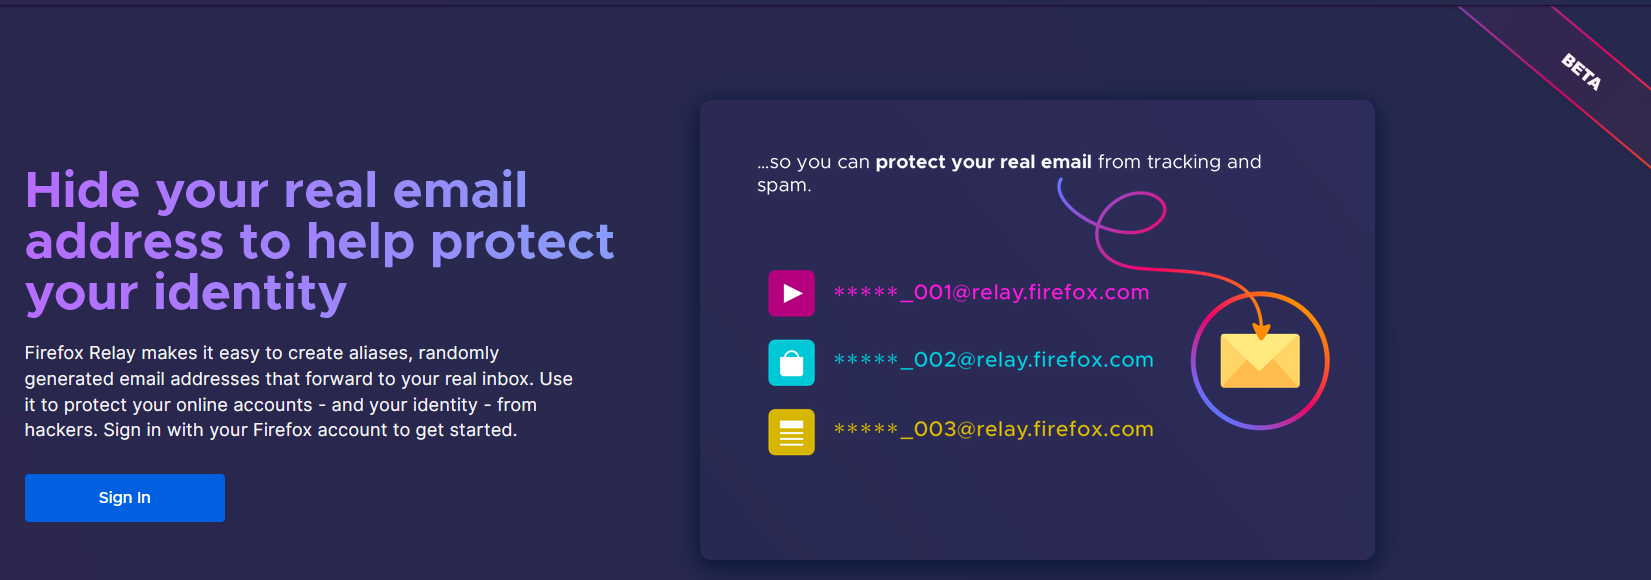 BETA
Hide your real email
address to help protect
your identity
Firefox Relay makes it easy to create aliases, randomly
generated email addresses that forward to your real inbox. Use
it to protect your online accounts - and your identity - from
hackers. Sign in with your Firefox account to get started.
Sign In
...so you can protect your real email from tracking and
spam.
*****_001@relay.firefox.com
*****_002@relay.firefox.com
*****_003@relay.firefox.com